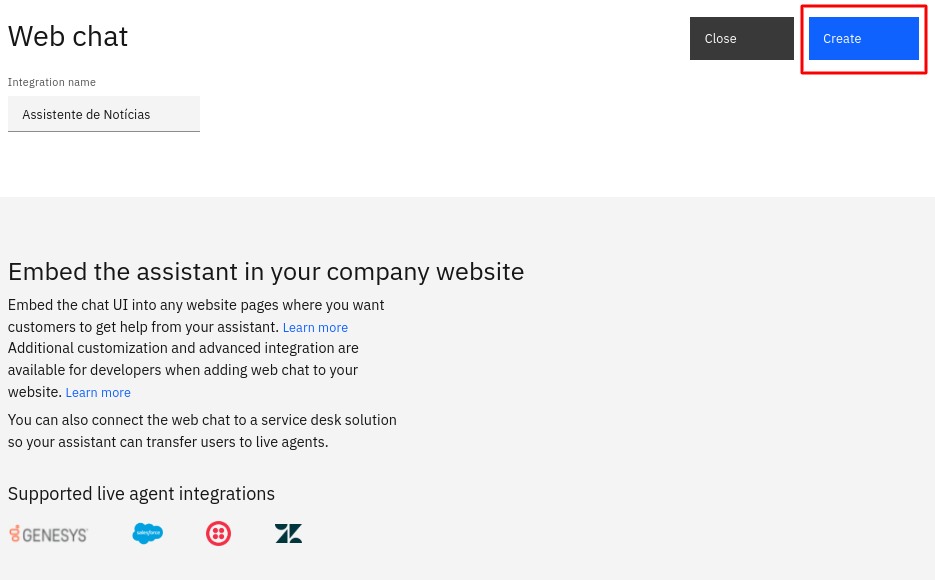 Web chat
Close
Create
Integration name
Assistente de Notícias
Embed the assistant in your company website
Embed the chat UI into any website pages where you want
customers to get help from your assistant. Learn more
Additional customization and advanced integration are
available for developers when adding web chat to your
website. Learn more
You can also connect the web chat to a service desk solution
so your assistant can transfer users to live agents.
Supported live agent integrations
GENESYS
salesforce